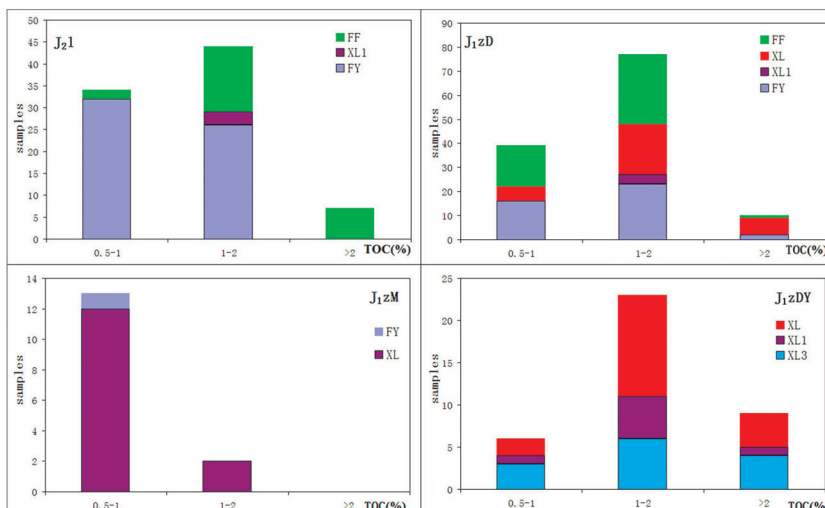 J₂l
50
45
40
35
30
25
20
15
10
5
0
samples
FF
XL1
FY
0.5-1
1-2
>2
TOC(%)
J₁zD
90
80
70
60
50
40
30
20
10
0
samples
FF
XL
XL1
FY
0.5-1
1-2
>2
TOC(%)
J₁zM
14
12
10
8
6
4
2
0
samples
FY
XL
0.5-1
1-2
>2
TOC(%)
J₁zDY
25
20
15
10
5
0
samples
XL
XL1
XL3
0.5-1
1-2
>2
TOC(%)